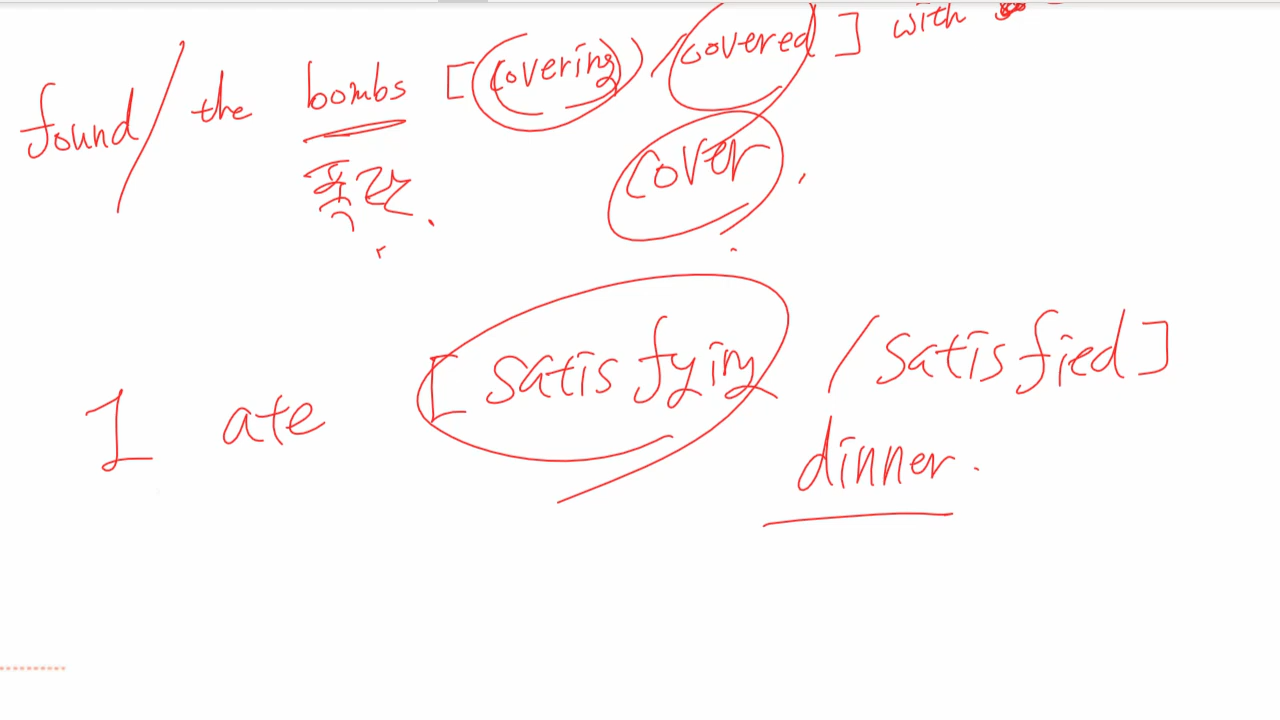 found / the bombs [covering / covered] with
폭탄. cover,
I ate [satisfying / satisfied]
dinner.